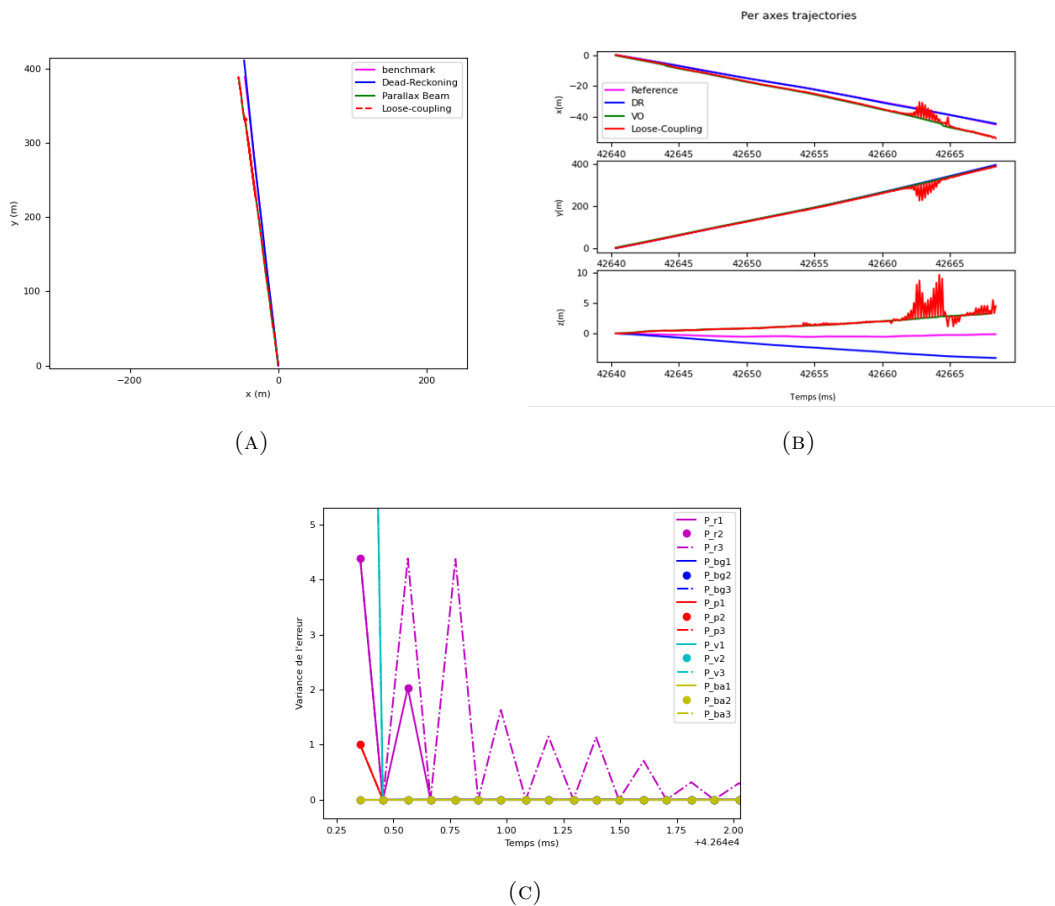 Per axes trajectories
400
300
200
100
0
y (m)
−200
0
200
x (m)
benchmark
Dead-Reckoning
Parallax Beam
Loose-coupling
0
−20
−40
x(m)
Reference
DR
VO
Loose-Coupling
42640 42645 42650 42655 42660 42665
400
200
0
y(m)
42640 42645 42650 42655 42660 42665
10
5
0
z(m)
42640 42645 42650 42655 42660 42665
Temps (ms)
(A)
(B)
5
4
3
2
1
0
Variance de l'erreur
P_r1
P_r2
P_r3
P_bg1
P_bg2
P_bg3
P_p1
P_p2
P_p3
P_v1
P_v2
P_v3
P_ba1
P_ba2
P_ba3
0.25 0.50 0.75 1.00 1.25 1.50 1.75 2.00
Temps (ms)
+4.264e4
(C)